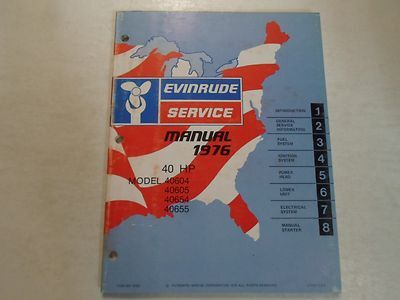 EVINRUDE
SERVICE
MANUAL
1976
40 HP
MODEL 40604
40605
40654
40655
INTRODUCTION 1
GENERAL
SERVICE
INFORMATION 2
FUEL
SYSTEM 3
IGNITION
SYSTEM 4
POWER
HEAD 5
LOWER
UNIT 6
ELECTRICAL
SYSTEM 7
MANUAL
STARTER 8